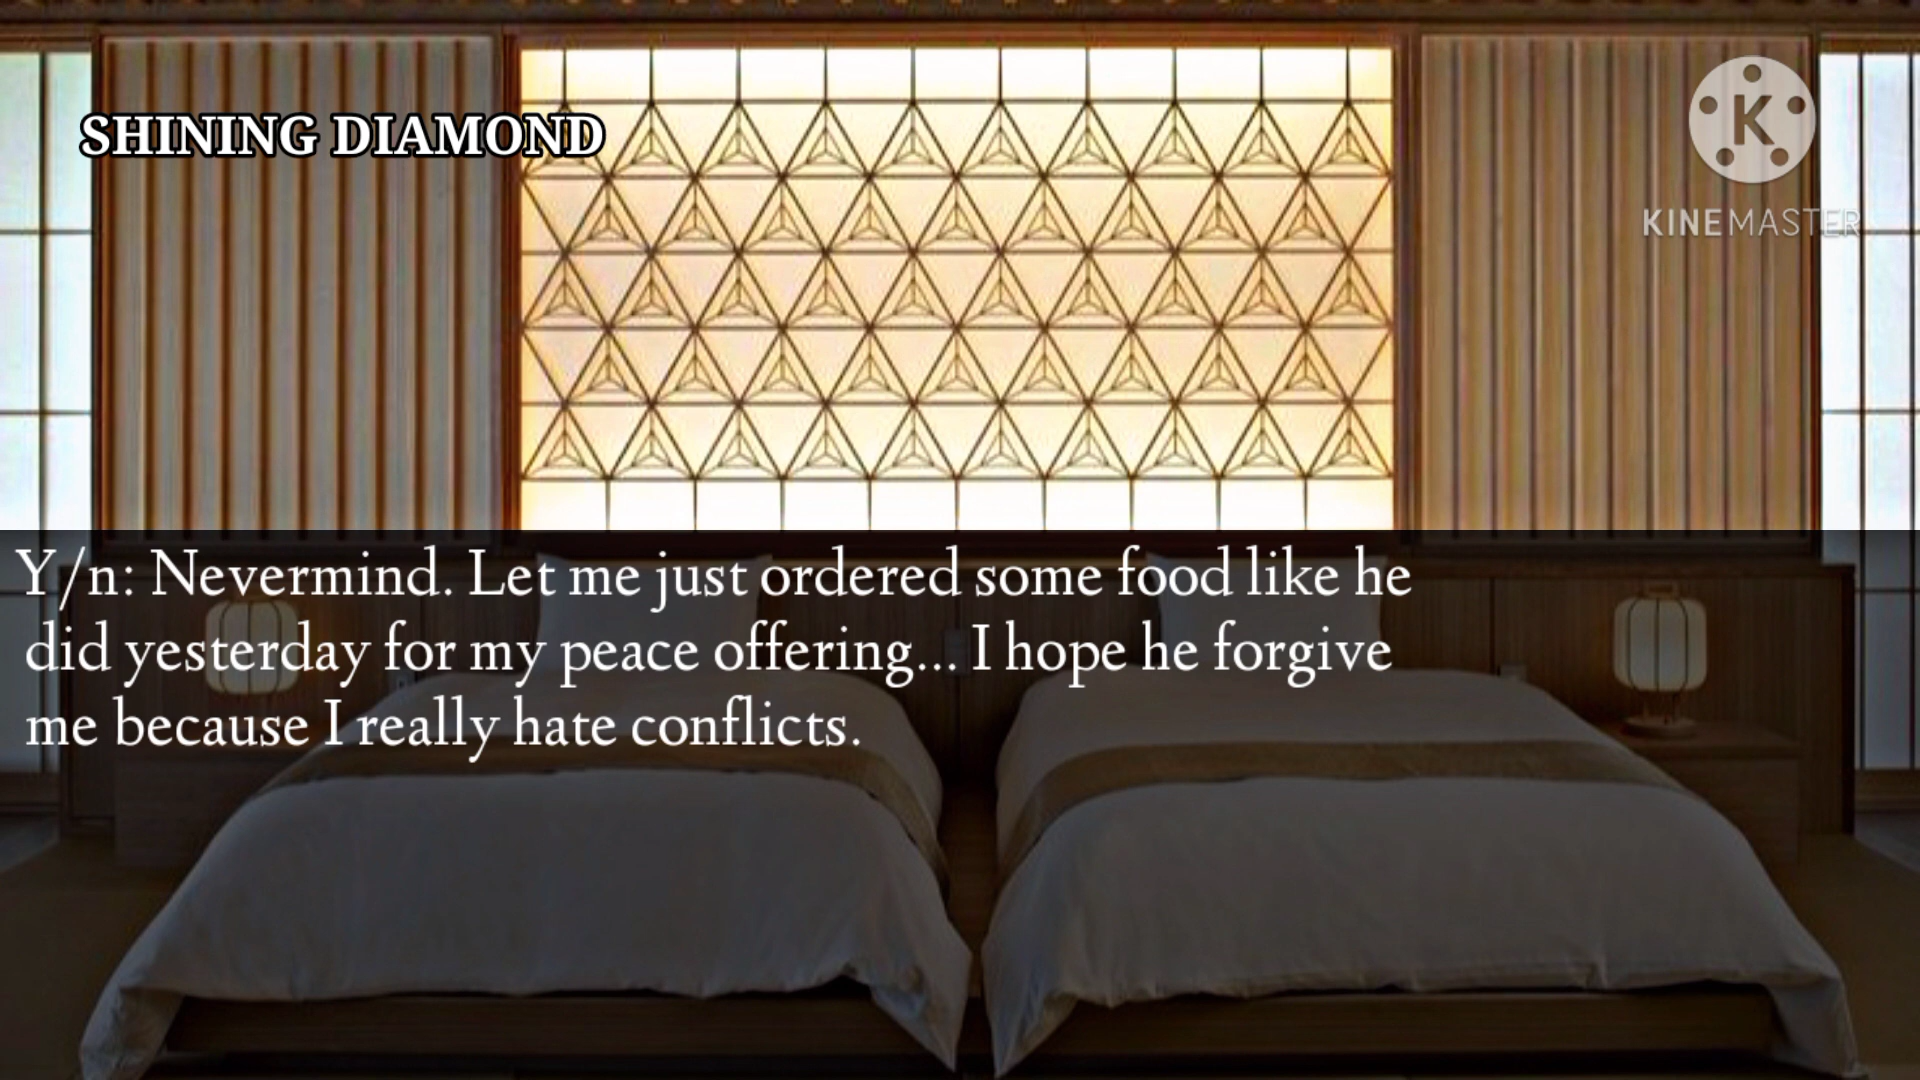 SHINING DIAMOND
K
KINEMASTER
Y/n: Nevermind. Let me just ordered some food like he
did yesterday for my peace offering... I hope he forgive
me because I really hate conflicts.